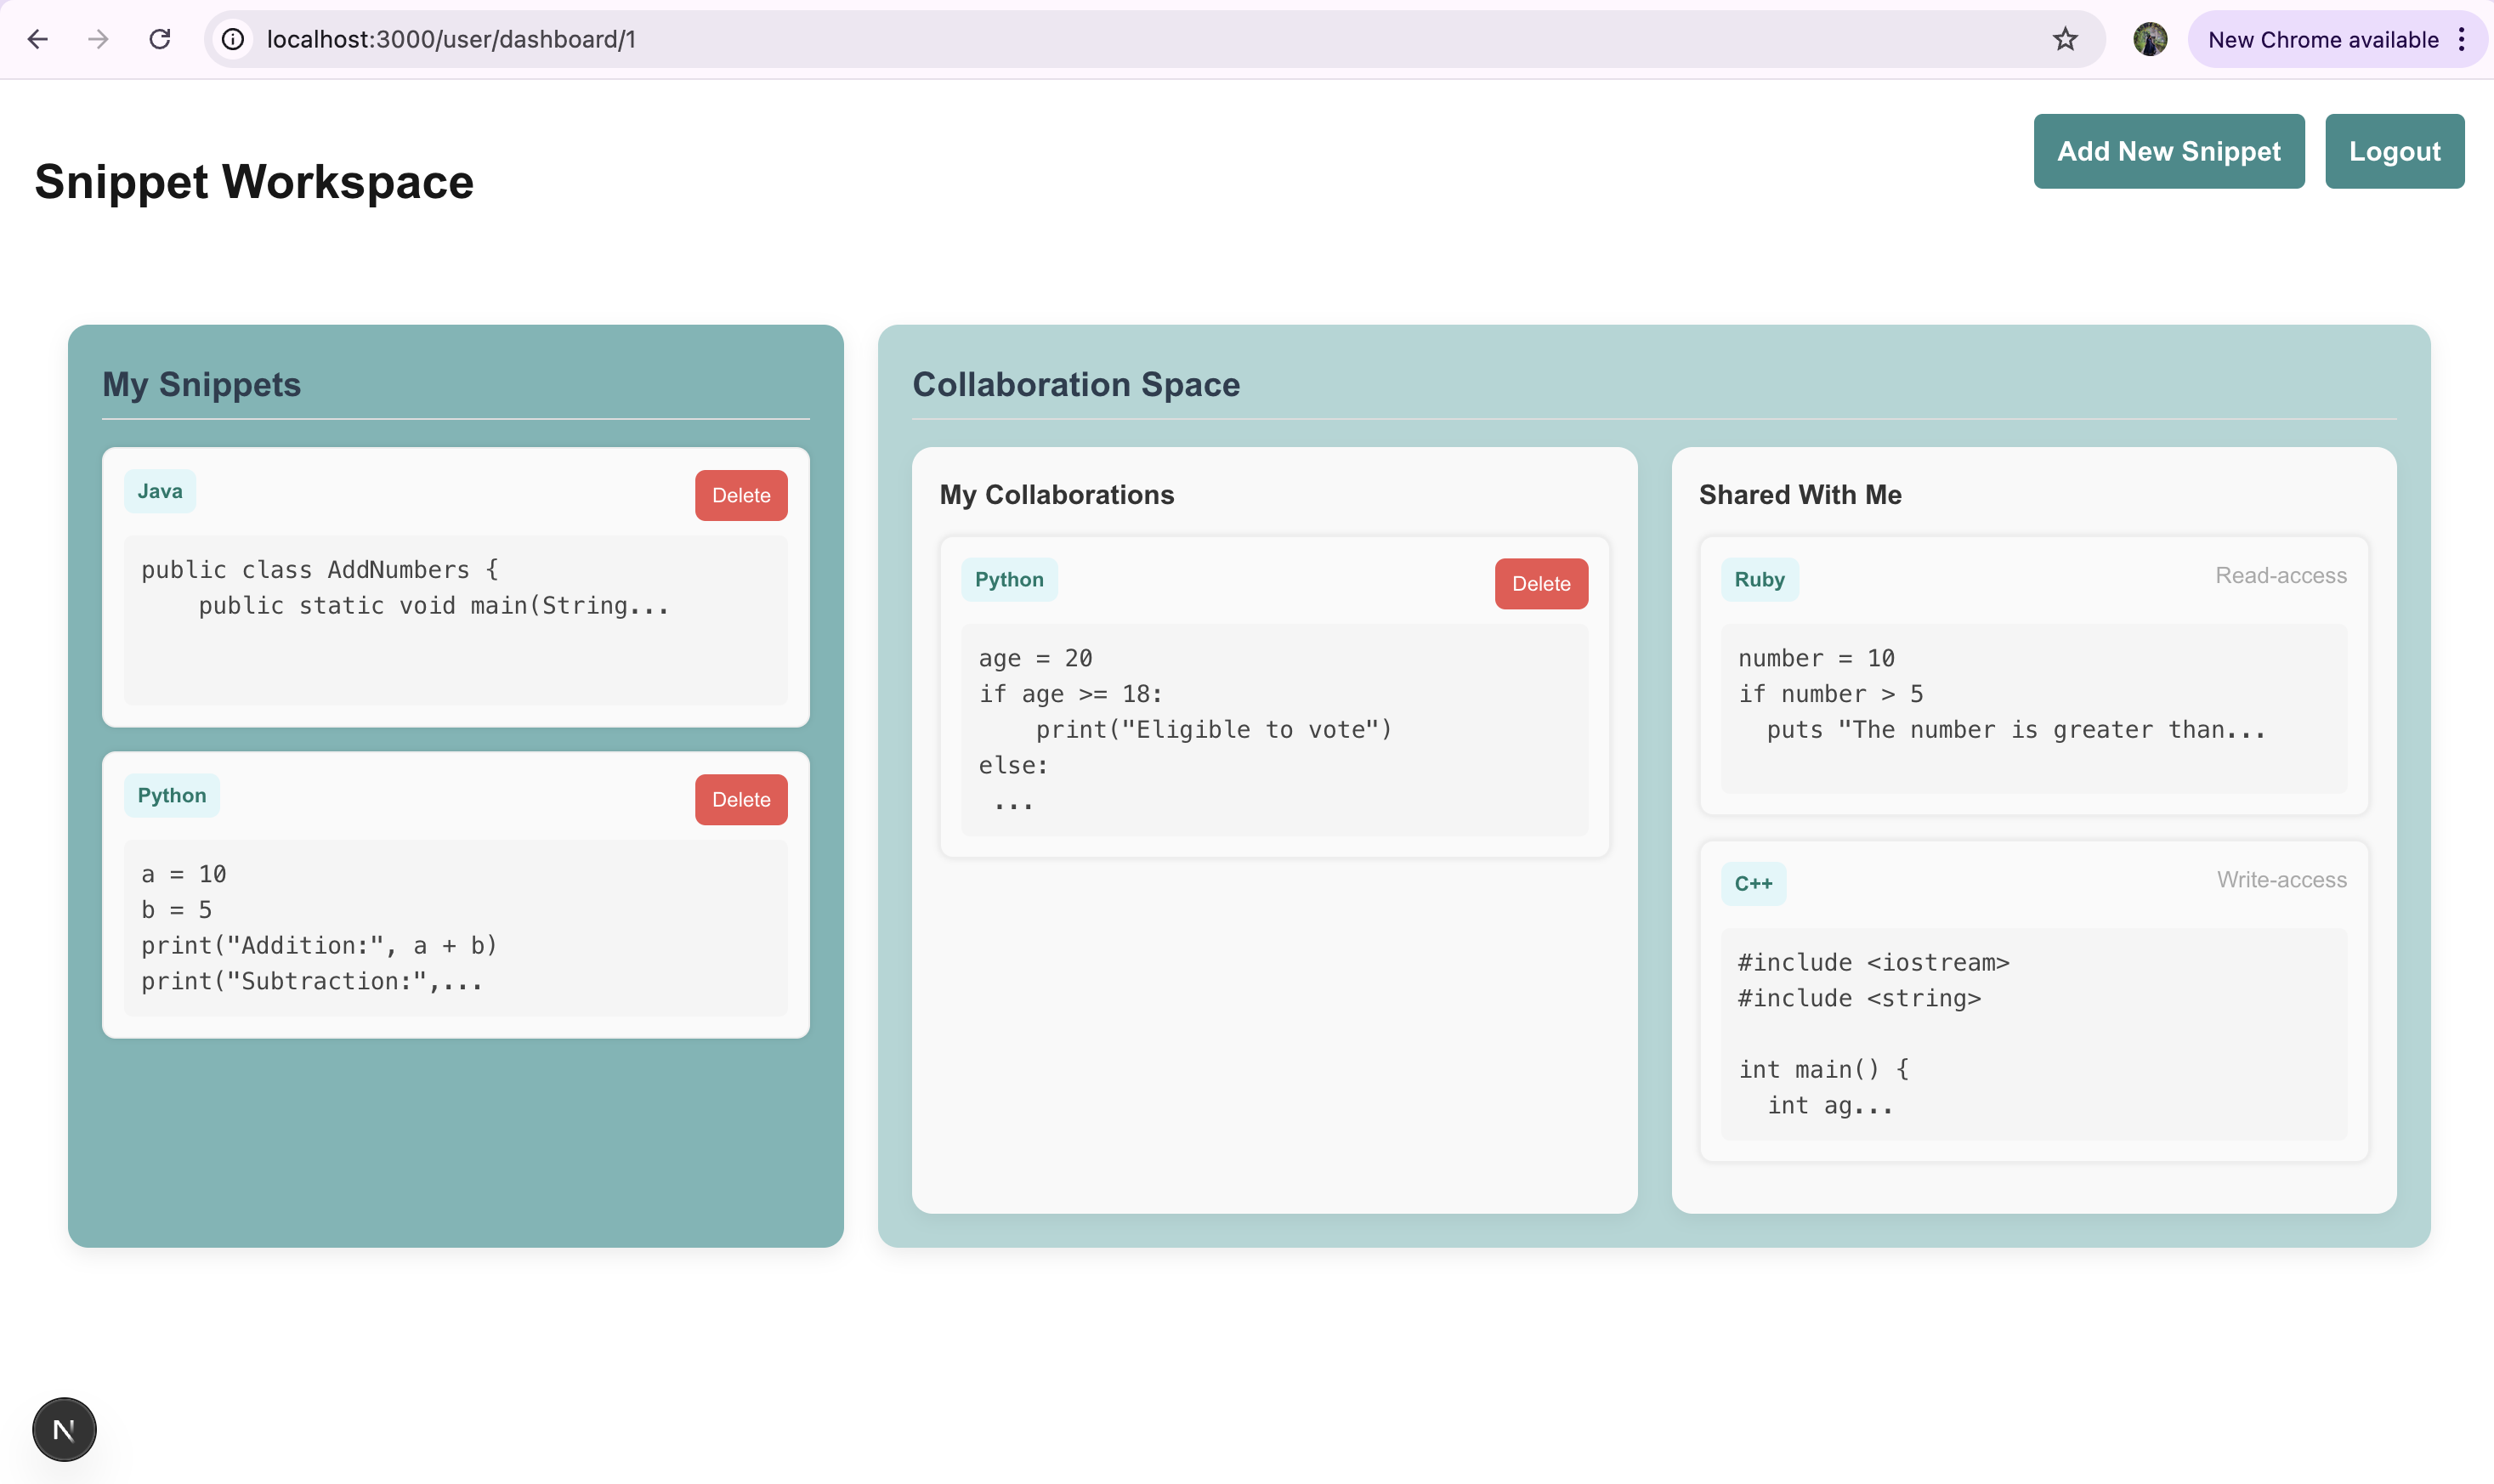 localhost:3000/user/dashboard/1
New Chrome available
Add New Snippet
Logout
Snippet Workspace
My Snippets
Java
Delete
public class AddNumbers {
    public static void main(String...
Python
Delete
a = 10
b = 5
print("Addition:", a + b)
print("Subtraction:",...
Collaboration Space
My Collaborations
Python
Delete
age = 20
if age >= 18:
    print("Eligible to vote")
else:
 ...
Shared With Me
Ruby
Read-access
number = 10
if number > 5
  puts "The number is greater than...
C++
Write-access
#include <iostream>
#include <string>
int main() {
  int ag...
N